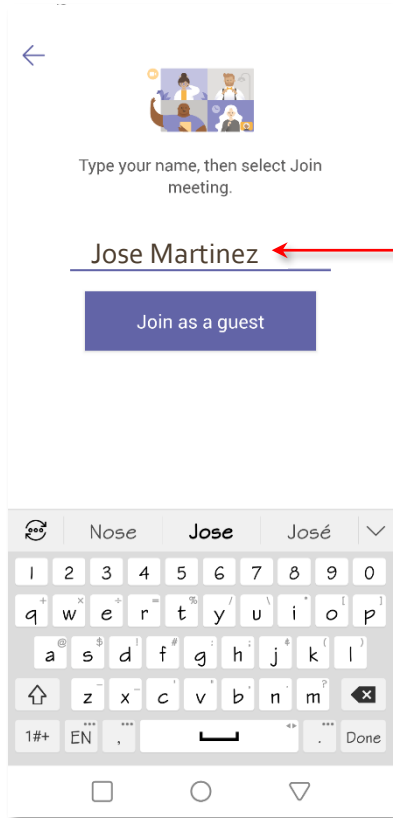 Type your name, then select Join
meeting.
Jose Martinez
Join as a guest
Nose Jose José
1 2 3 4 5 6 7 8 9 0
+ × ÷ = % / \ [ ]
q w e r t y u i o p
@ $ ! # : ; * ( )
a s d f g h j k l
z x c v b n m ?
1#+ EN , . Done